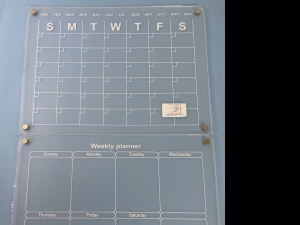 JAN FEB MAR APR MAY JUN JUL AUG SEP OCT NOV DEC
S M T W T F S
Weekly planner
Sunday Monday Tuesday Wednesday
Thursday Friday Saturday